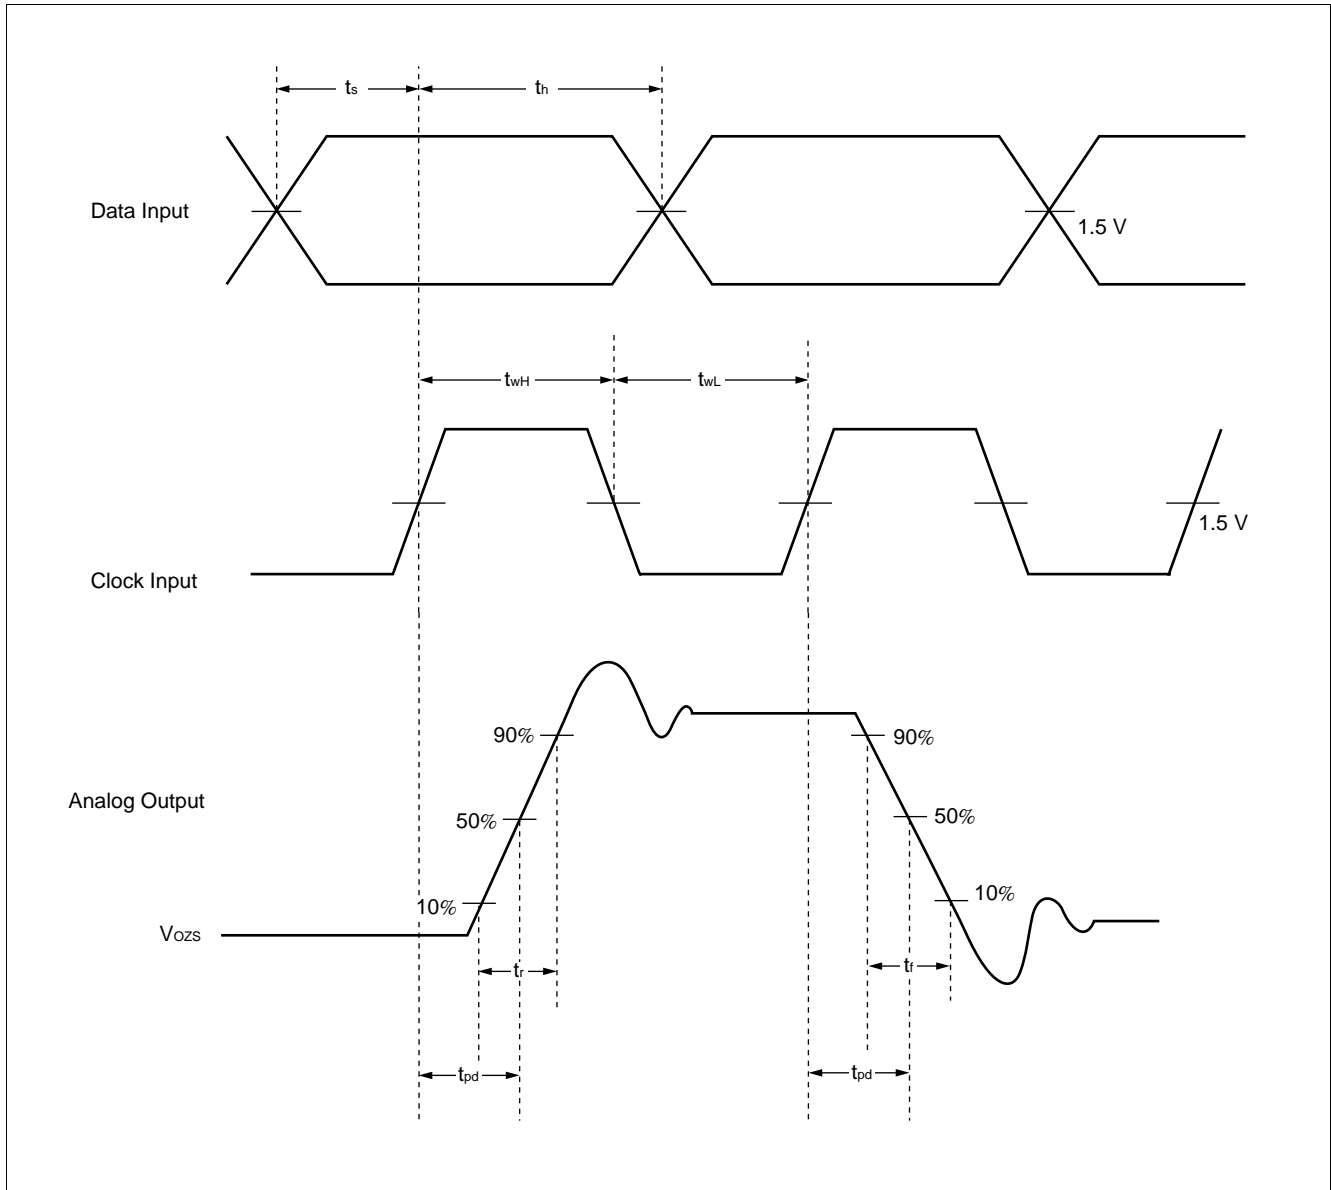 ts
th
Data Input
1.5 V
twH
twL
1.5 V
Clock Input
90%
90%
Analog Output
50%
50%
10%
10%
VOZS
tr
tf
tpd
tpd